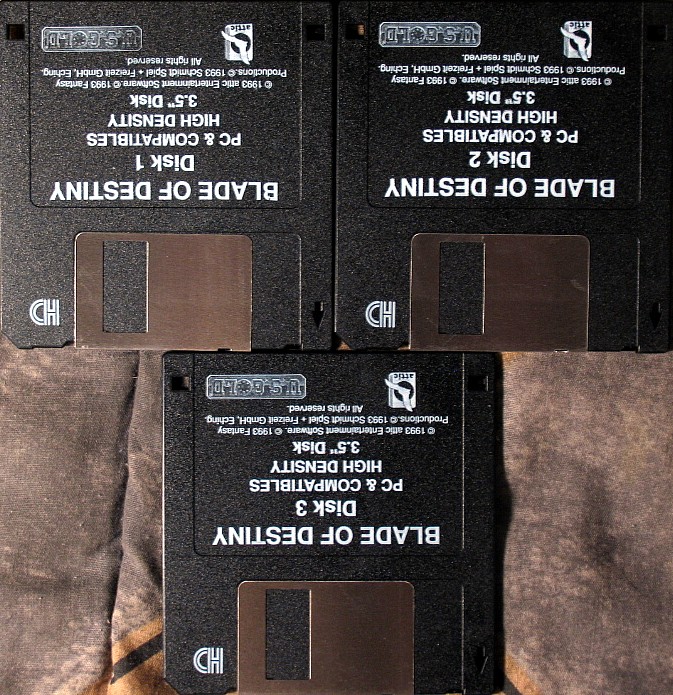 HD
BLADE OF DESTINY
Disk 1
PC & COMPATIBLES
HIGH DENSITY
3.5" Disk
© 1993 attic Entertainment Software.© 1993 Fantasy
Productions.© 1993 Schmidt Spiel + Freizeit GmbH, Eching.
All rights reserved.
attic
U.S.GOLD
HD
BLADE OF DESTINY
Disk 2
PC & COMPATIBLES
HIGH DENSITY
3.5" Disk
© 1993 attic Entertainment Software.© 1993 Fantasy
Productions.© 1993 Schmidt Spiel + Freizeit GmbH, Eching.
All rights reserved.
attic
U.S.GOLD
HD
BLADE OF DESTINY
Disk 3
PC & COMPATIBLES
HIGH DENSITY
3.5" Disk
© 1993 attic Entertainment Software.© 1993 Fantasy
Productions.© 1993 Schmidt Spiel + Freizeit GmbH, Eching.
All rights reserved.
attic
U.S.GOLD